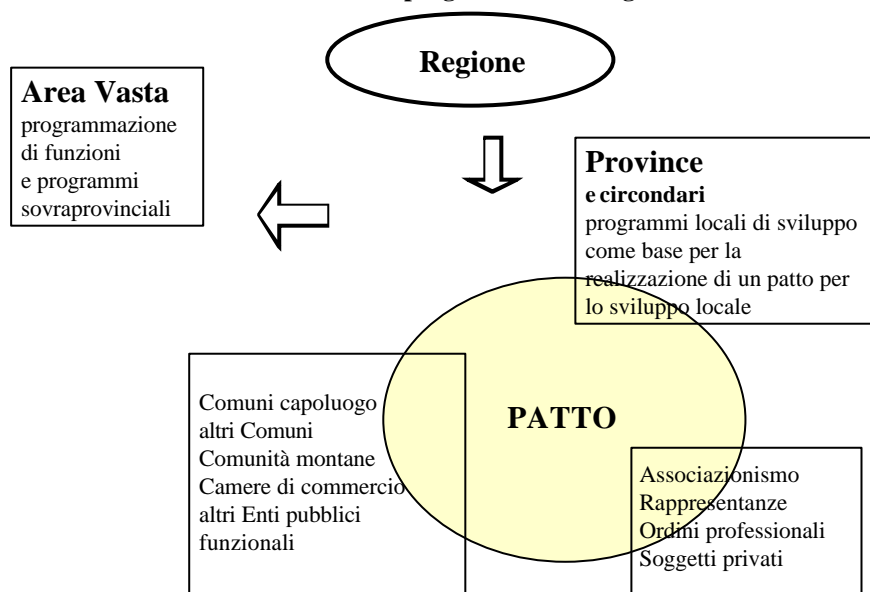 Regione
Area Vasta
programmazione
di funzioni
e programmi
sovraprovinciali
Province
e circondari
programmi locali di sviluppo
come base per la
realizzazione di un patto per
lo sviluppo locale
Comuni capoluogo
altri Comuni
Comunità montane
Camere di commercio
altri Enti pubblici
funzionali
PATTO
Associazionismo
Rappresentanze
Ordini professionali
Soggetti privati